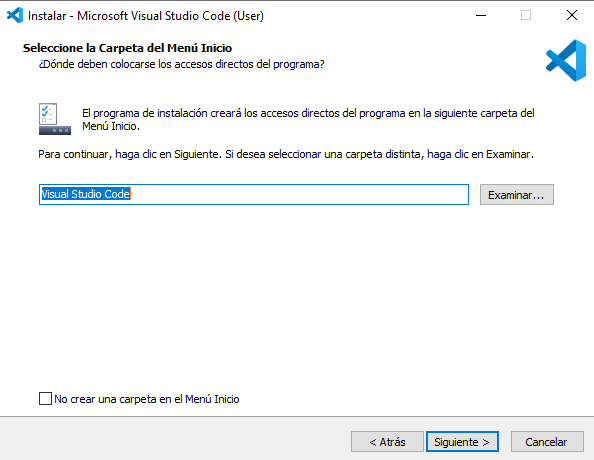 Instalar - Microsoft Visual Studio Code (User)
Seleccione la Carpeta del Menú Inicio
¿Dónde deben colocarse los accesos directos del programa?
El programa de instalación creará los accesos directos del programa en la siguiente carpeta del
Menú Inicio.
Para continuar, haga clic en Siguiente. Si desea seleccionar una carpeta distinta, haga clic en Examinar.
Visual Studio Code
Examinar...
No crear una carpeta en el Menú Inicio
< Atrás
Siguiente >
Cancelar